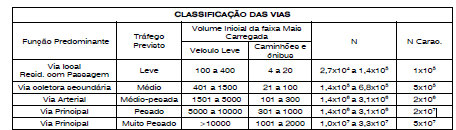 CLASSIFICAÇÃO DAS VIAS
Função Predominante Tráfego Previsto Volume Inicial da faixa Mais Carregada N N Carac.
Veículo Leve Caminhões e ônibus
Via local Resid. com Passagem Leve 100 a 400 4 a 20 2,7x10⁴ a 1,4x10⁵ 1x10⁵
Via coletora secundária Médio 401 a 1500 21 a 100 1,4x10⁵ a 6,8x10⁵ 5x10⁵
Via Arterial Médio-pesada 1501 a 5000 101 a 300 1,4x10⁶ a 3,1x10⁶ 2x10⁶
Via Principal Pesado 5000 a 10000 301 a 1000 1,4x10⁶ a 3,1x10⁶ 2x10⁷]
Via Principal Muito Pesado >10000 1001 a 2000 1,0x10⁷ a 3,3x10⁷ 5x10⁷